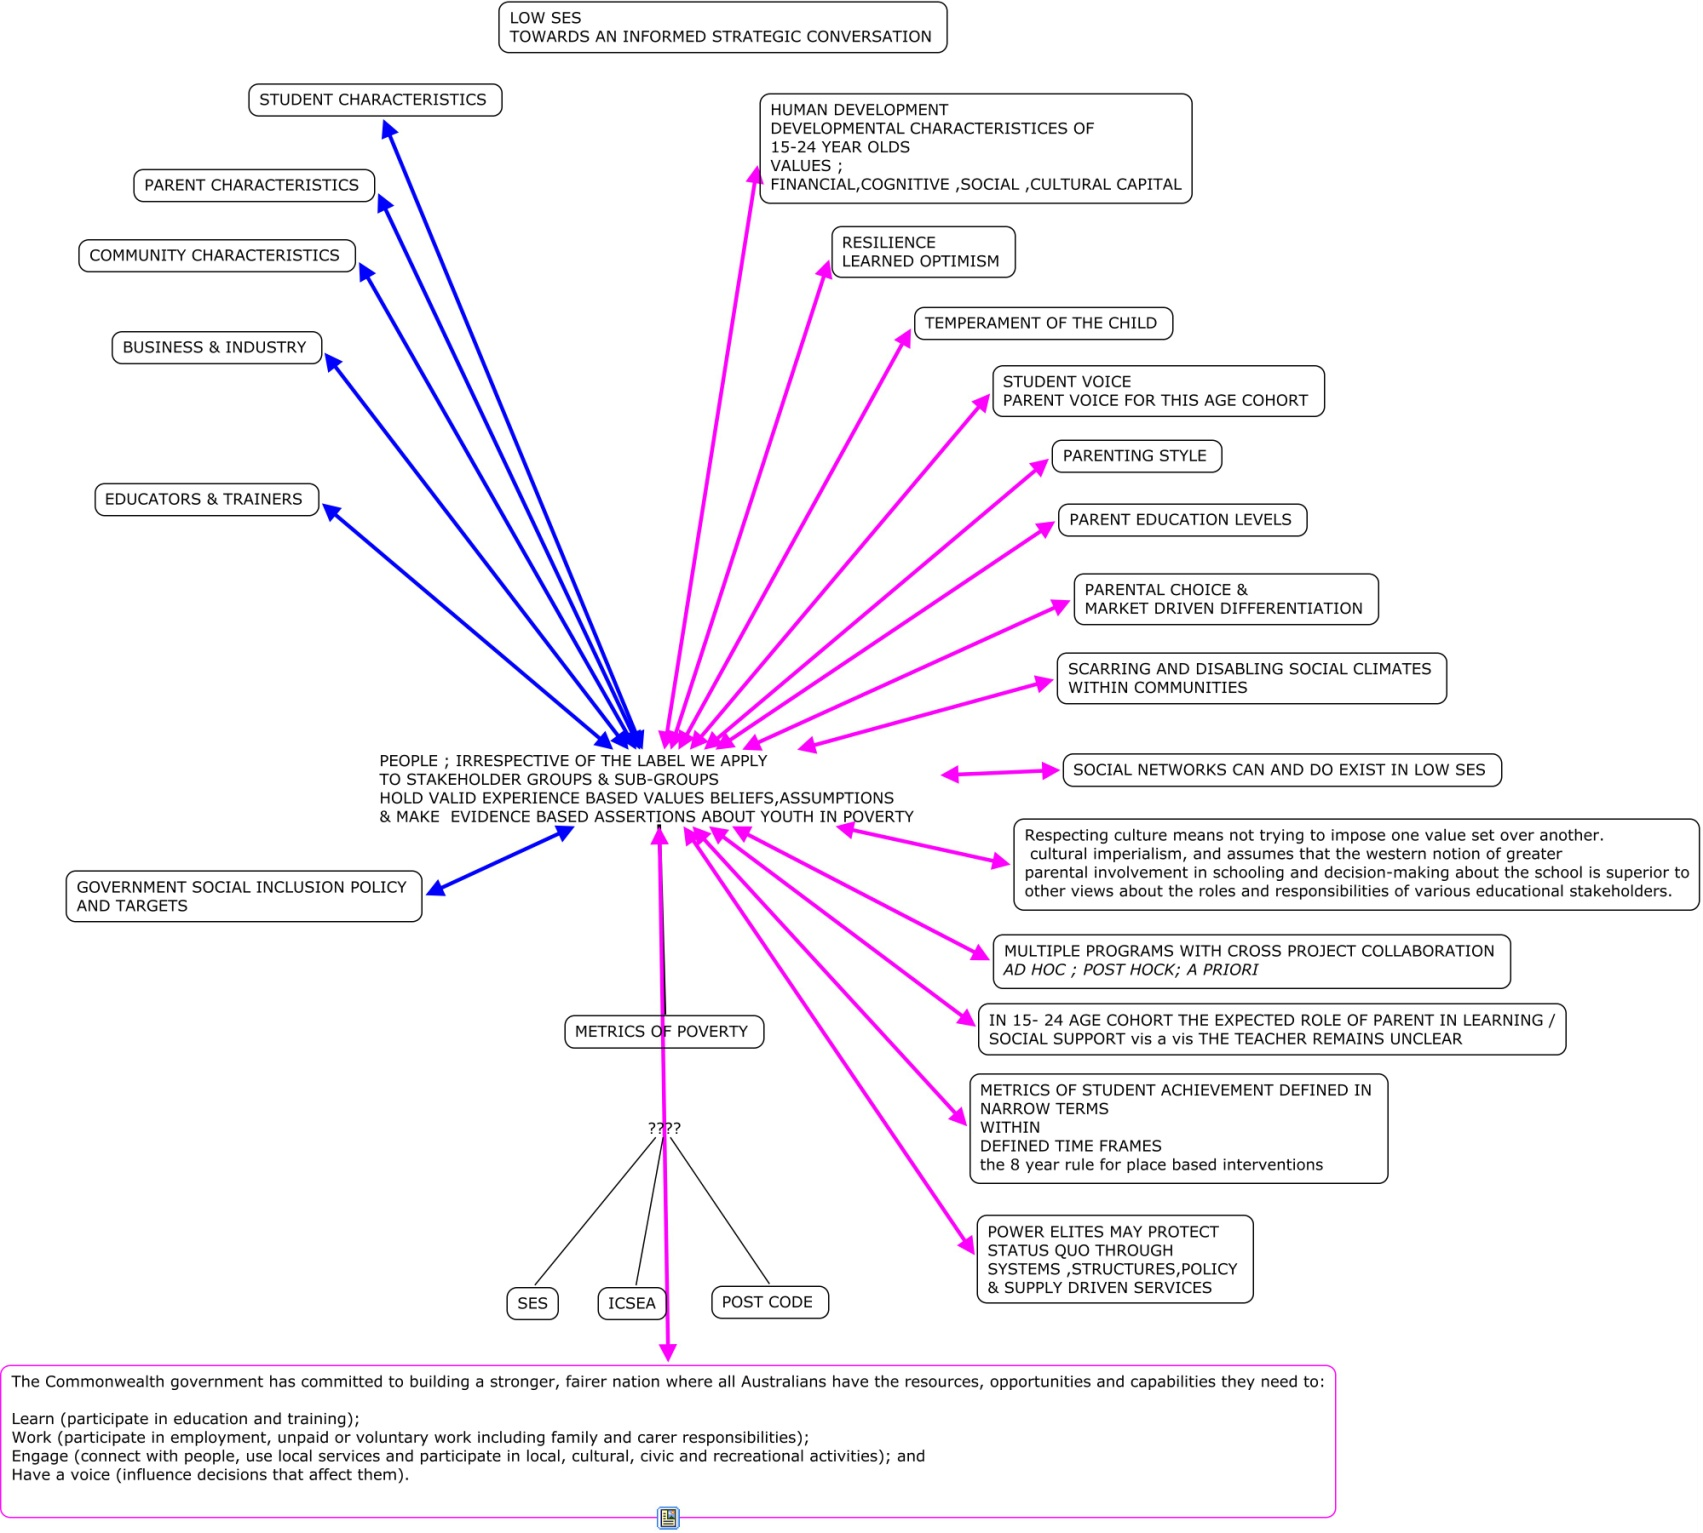 LOW SES
TOWARDS AN INFORMED STRATEGIC CONVERSATION
STUDENT CHARACTERISTICS
PARENT CHARACTERISTICS
COMMUNITY CHARACTERISTICS
BUSINESS & INDUSTRY
EDUCATORS & TRAINERS
HUMAN DEVELOPMENT
DEVELOPMENTAL CHARACTERISTICES OF
15-24 YEAR OLDS
VALUES ;
FINANCIAL,COGNITIVE ,SOCIAL ,CULTURAL CAPITAL
RESILIENCE
LEARNED OPTIMISM
TEMPERAMENT OF THE CHILD
STUDENT VOICE
PARENT VOICE FOR THIS AGE COHORT
PARENTING STYLE
PARENT EDUCATION LEVELS
PARENTAL CHOICE &
MARKET DRIVEN DIFFERENTIATION
SCARRING AND DISABLING SOCIAL CLIMATES
WITHIN COMMUNITIES
PEOPLE ; IRRESPECTIVE OF THE LABEL WE APPLY
TO STAKEHOLDER GROUPS & SUB-GROUPS
HOLD VALID EXPERIENCE BASED VALUES BELIEFS,ASSUMPTIONS
& MAKE  EVIDENCE BASED ASSERTIONS ABOUT YOUTH IN POVERTY
SOCIAL NETWORKS CAN AND DO EXIST IN LOW SES
Respecting culture means not trying to impose one value set over another.
cultural imperialism, and assumes that the western notion of greater
parental involvement in schooling and decision-making about the school is superior to
other views about the roles and responsibilities of various educational stakeholders.
GOVERNMENT SOCIAL INCLUSION POLICY
AND TARGETS
MULTIPLE PROGRAMS WITH CROSS PROJECT COLLABORATION
AD HOC ; POST HOCK; A PRIORI
IN 15- 24 AGE COHORT THE EXPECTED ROLE OF PARENT IN LEARNING /
SOCIAL SUPPORT vis a vis THE TEACHER REMAINS UNCLEAR
METRICS OF POVERTY
METRICS OF STUDENT ACHIEVEMENT DEFINED IN
NARROW TERMS
WITHIN
DEFINED TIME FRAMES
the 8 year rule for place based interventions
????
POWER ELITES MAY PROTECT
STATUS QUO THROUGH
SYSTEMS ,STRUCTURES,POLICY
& SUPPLY DRIVEN SERVICES
SES
ICSEA
POST CODE
The Commonwealth government has committed to building a stronger, fairer nation where all Australians have the resources, opportunities and capabilities they need to:
Learn (participate in education and training);
Work (participate in employment, unpaid or voluntary work including family and carer responsibilities);
Engage (connect with people, use local services and participate in local, cultural, civic and recreational activities); and
Have a voice (influence decisions that affect them).